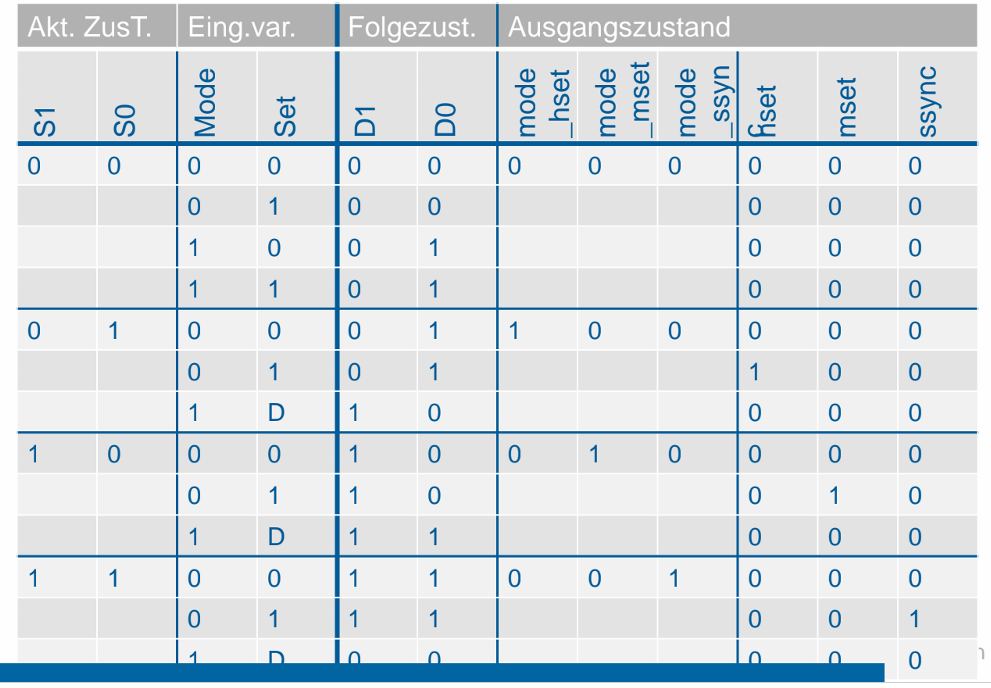 Akt. ZusT. Eing.var. Folgezust. Ausgangszustand
S1 S0 Mode Set D1 D0 mode_hset mode_mset mode_ssync hset mset ssync
0 0 0 0 0 0 0 0 0 0 0 0
0 1 0 0 0 0 0
1 0 0 1 0 0 0
1 1 0 1 0 0 0
0 1 0 0 0 1 1 0 0 0 0 0
0 1 0 1 1 0 0
1 D 1 0 0 0 0
1 0 0 0 1 0 0 1 0 0 0 0
0 1 1 0 0 1 0
1 D 1 1 0 0 0
1 1 0 0 1 1 0 0 1 0 0 0
0 1 1 1 0 0 1
1 D 0 0 0 0 0